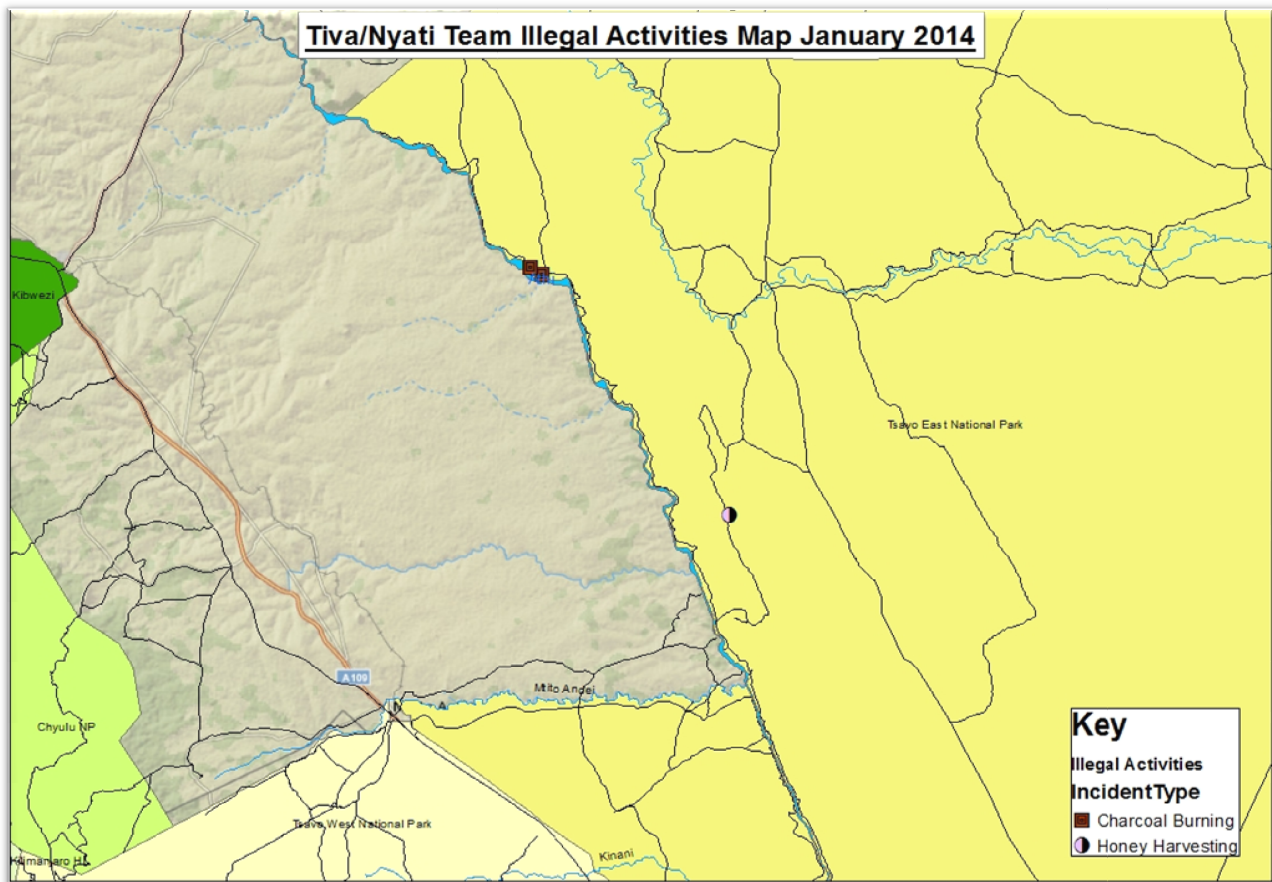 Tiva/Nyati Team Illegal Activities Map January 2014
Kibwezi
Tsavo East National Park
A 109
Mtito Andei
N A
Chyulu NP
Tsavo West National Park
Kinani
Key
Illegal Activities
IncidentType
Charcoal Burning
Honey Harvesting